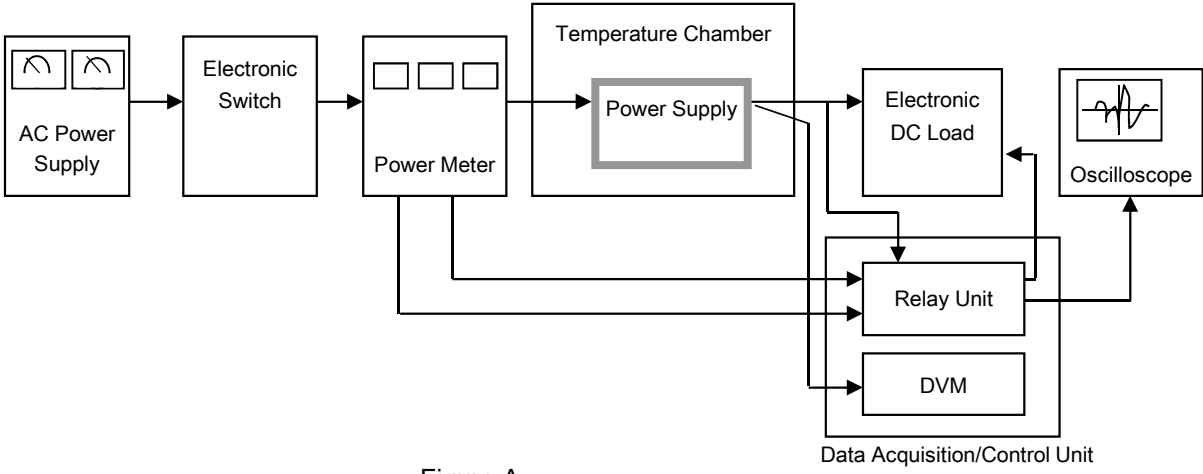 Temperature Chamber
Electronic
Switch
Power Supply
Electronic
DC Load
AC Power
Supply
Power Meter
Oscilloscope
Relay Unit
DVM
Data Acquisition/Control Unit